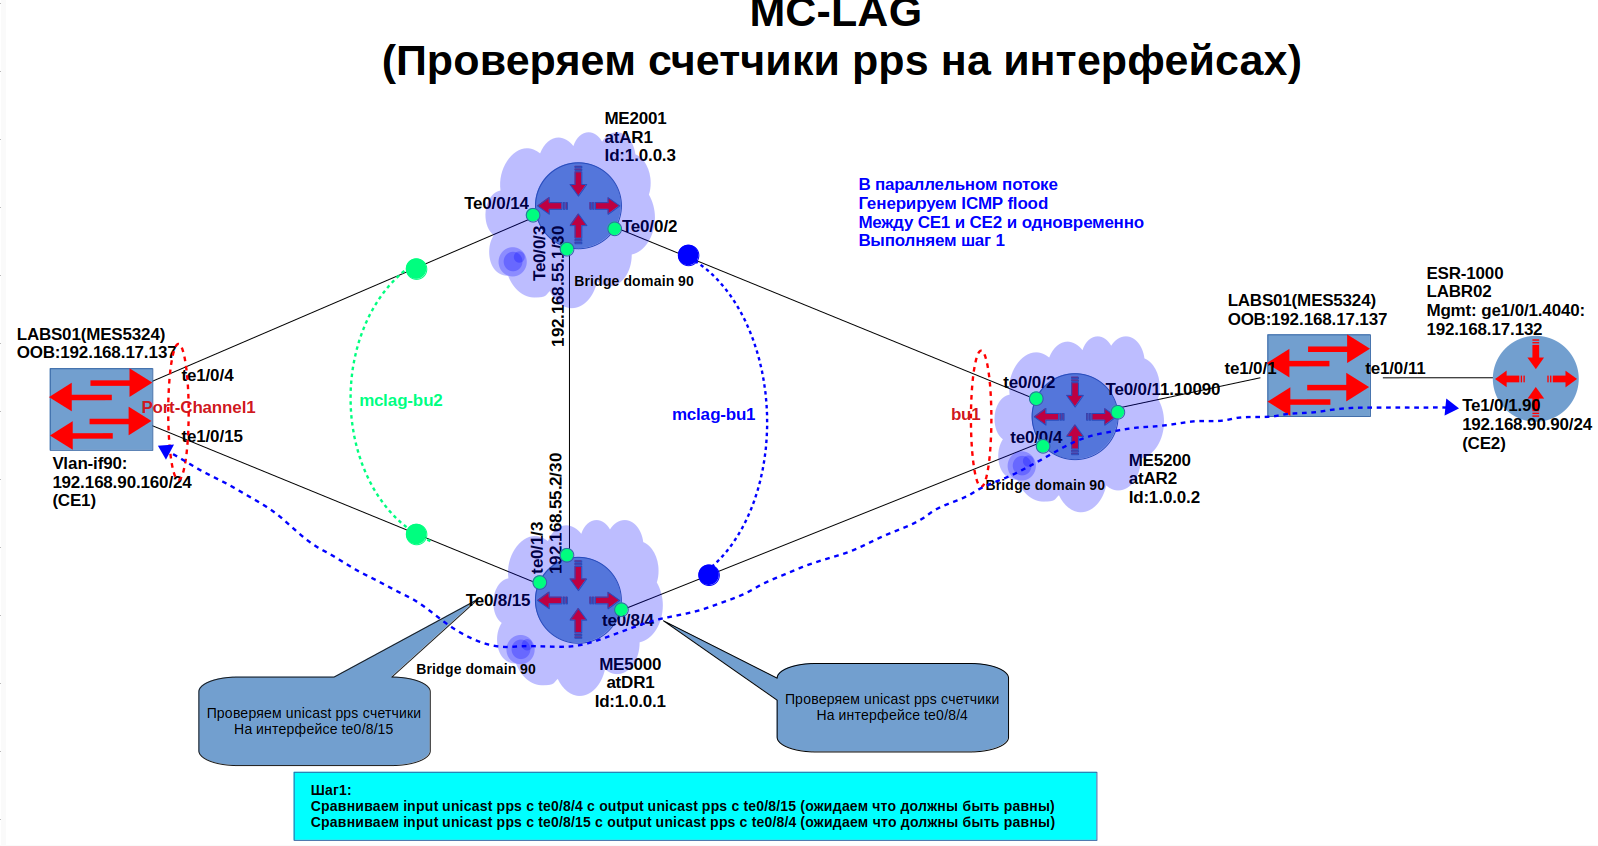 MC-LAG
(Проверяем счетчики pps на интерфейсах)
ME2001
atAR1
Id:1.0.0.3
В параллельном потоке
Генерируем ICMP flood
Между CE1 и CE2 и одновременно
Выполняем шаг 1
Te0/0/14
Te0/0/2
Te0/0/3
192.168.55.1/30
Bridge domain 90
ESR-1000
LABR02
Mgmt: ge1/0/1.4040:
192.168.17.132
LABS01(MES5324)
OOB:192.168.17.137
LABS01(MES5324)
OOB:192.168.17.137
te1/0/4
Port-Channel1
te1/0/15
mclag-bu2
mclag-bu1
bu1
te0/0/2
Te0/0/11.10090
te0/0/4
te1/0/1
te1/0/11
Te1/0/1.90
192.168.90.90/24
(CE2)
Vlan-if90:
192.168.90.160/24
(CE1)
ME5200
atAR2
Id:1.0.0.2
Bridge domain 90
te0/1/3
192.168.55.2/30
Te0/8/15
te0/8/4
Bridge domain 90
ME5000
atDR1
Id:1.0.0.1
Проверяем unicast pps счетчики
На интерфейсе te0/8/15
Проверяем unicast pps счетчики
На интерфейсе te0/8/4
Шаг1:
Сравниваем input unicast pps с te0/8/4 с output unicast pps с te0/8/15 (ожидаем что должны быть равны)
Сравниваем input unicast pps с te0/8/15 с output unicast pps с te0/8/4 (ожидаем что должны быть равны)